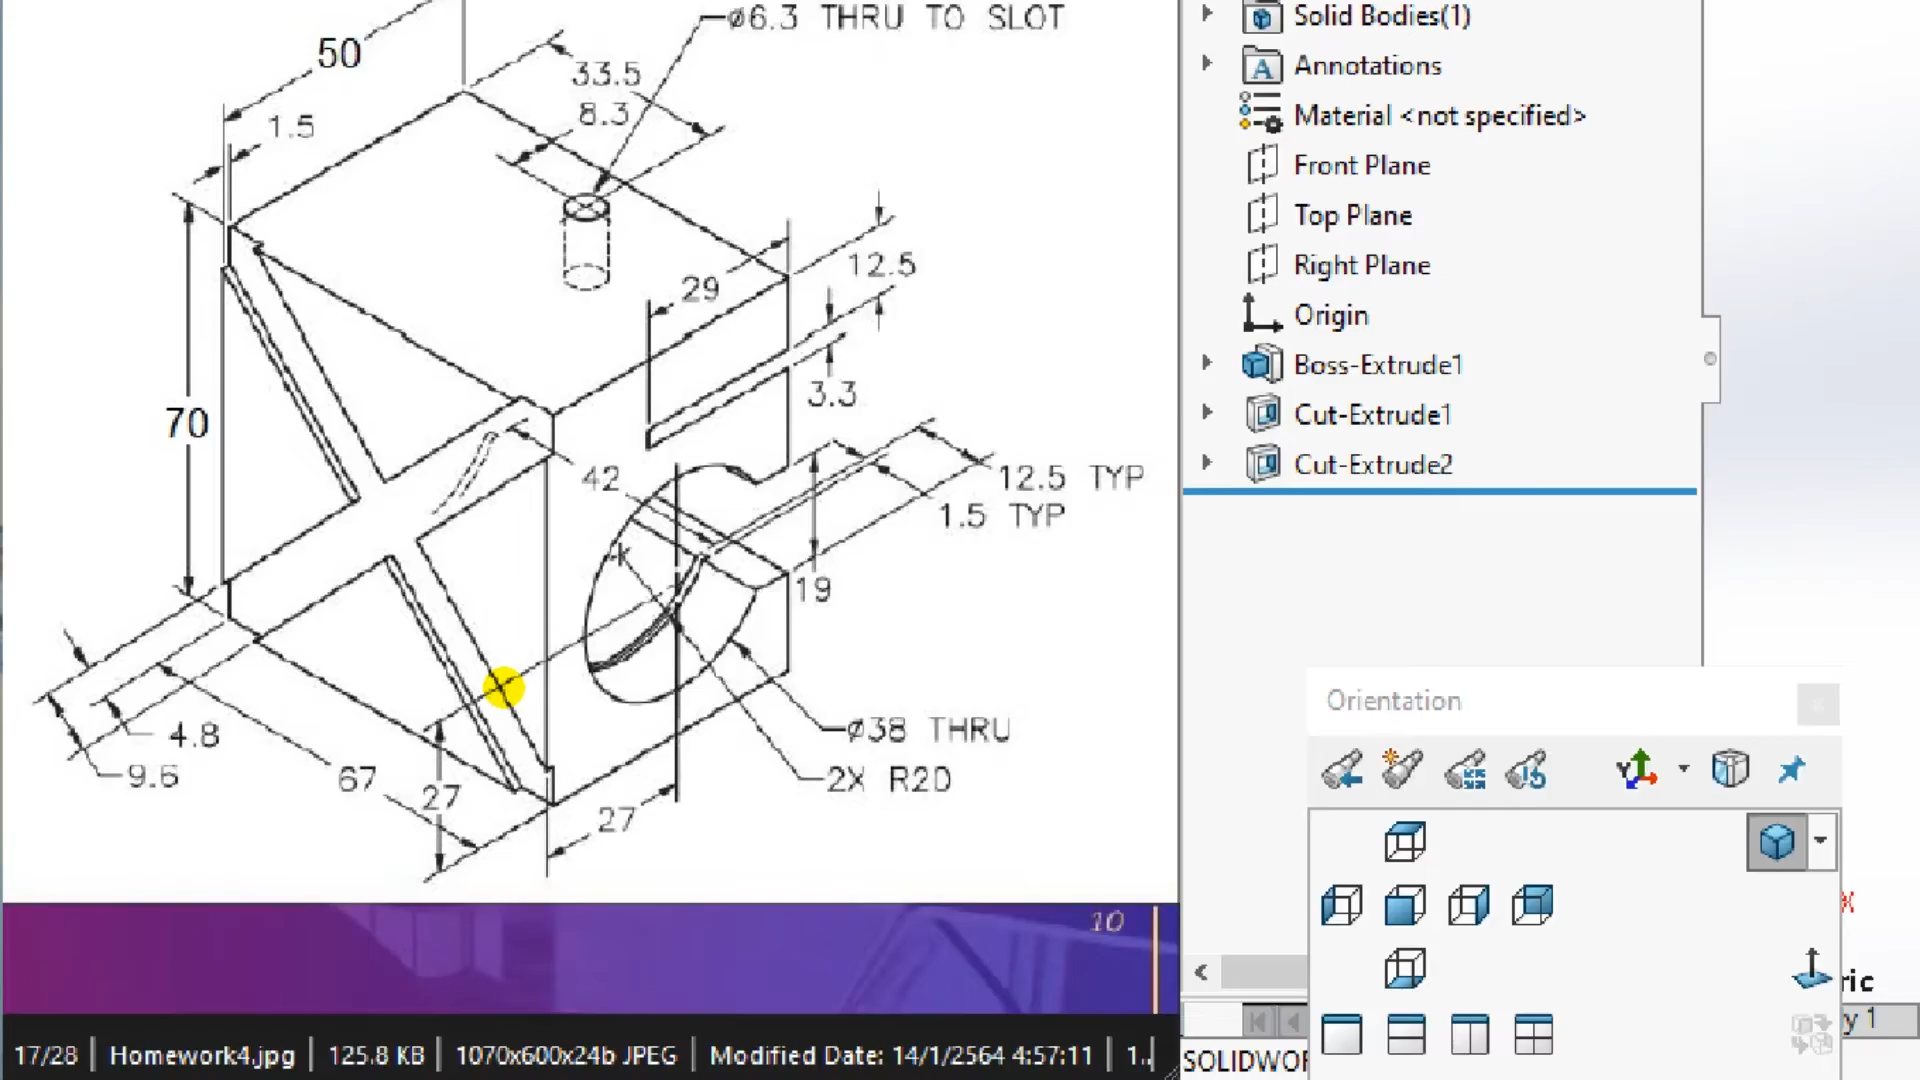 ø6.3 THRU TO SLOT
50
33.5
8.3
1.5
12.5
29
3.3
70
42
12.5 TYP
1.5 TYP
19
4.8
9.6
67
27
27
ø38 THRU
2X R20
10
17/28
Homework4.jpg
125.8 KB
1070x600x24b JPEG
Modified Date: 14/1/2564 4:57:11
1..
Solid Bodies(1)
Annotations
Material <not specified>
Front Plane
Top Plane
Right Plane
Origin
Boss-Extrude1
Cut-Extrude1
Cut-Extrude2
Orientation
X
ric
y 1
SOLIDWOR